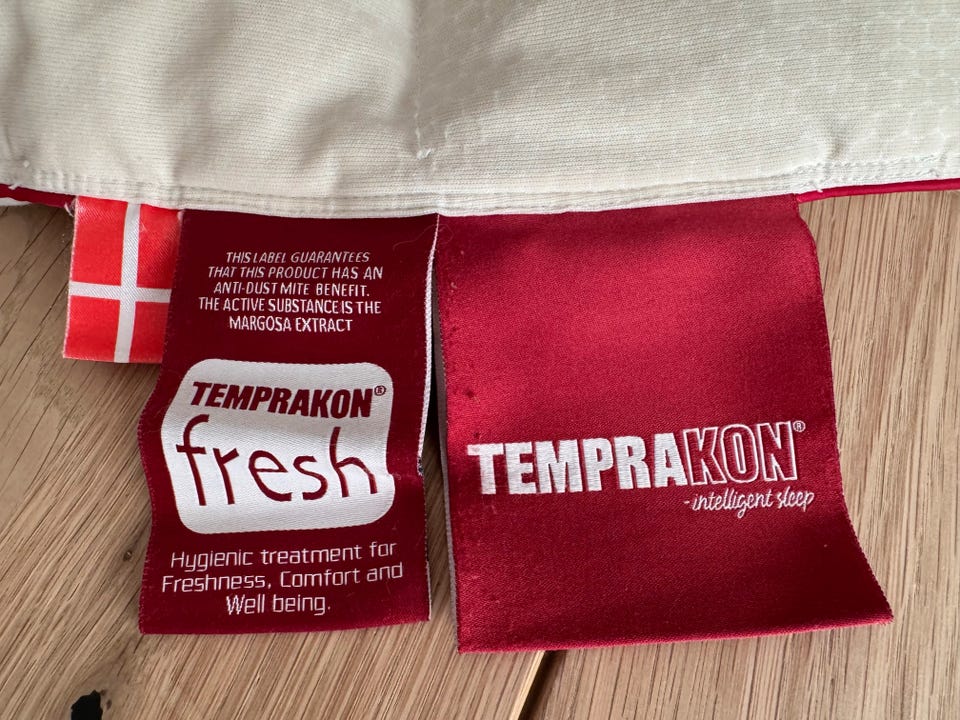 THIS LABEL GUARANTEES
THAT THIS PRODUCT HAS AN
ANTI-DUST MITE BENEFIT.
THE ACTIVE SUBSTANCE IS THE
MARGOSA EXTRACT
TEMPRAKON®
fresh
Hygienic treatment for
Freshness, Comfort and
Well being.
TEMPRAKON®
-intelligent sleep